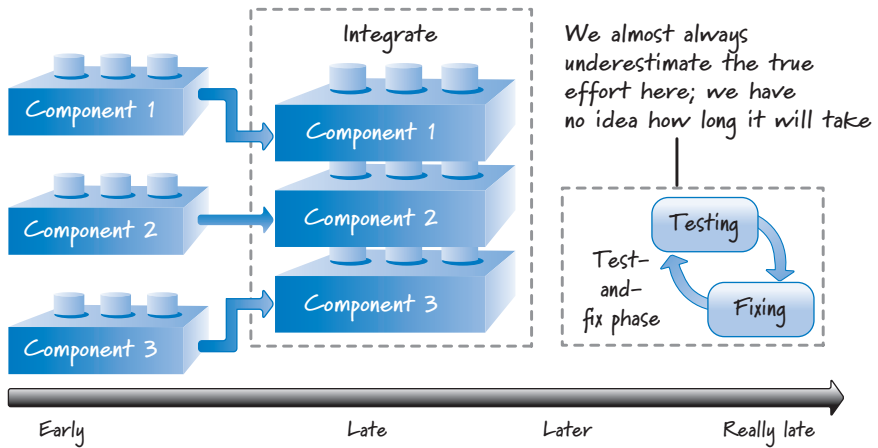 Component 1
Component 2
Component 3
Integrate
Component 1
Component 2
Component 3
We almost always
underestimate the true
effort here; we have
no idea how long it will take
Testing
Test-
and-
fix phase
Fixing
Early
Late
Later
Really late